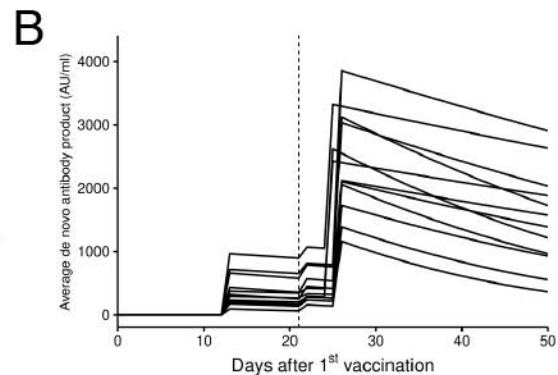 B
Average de novo antibody product (AU/ml)
4000
3000
2000
1000
0
0 10 20 30 40 50
Days after 1st vaccination